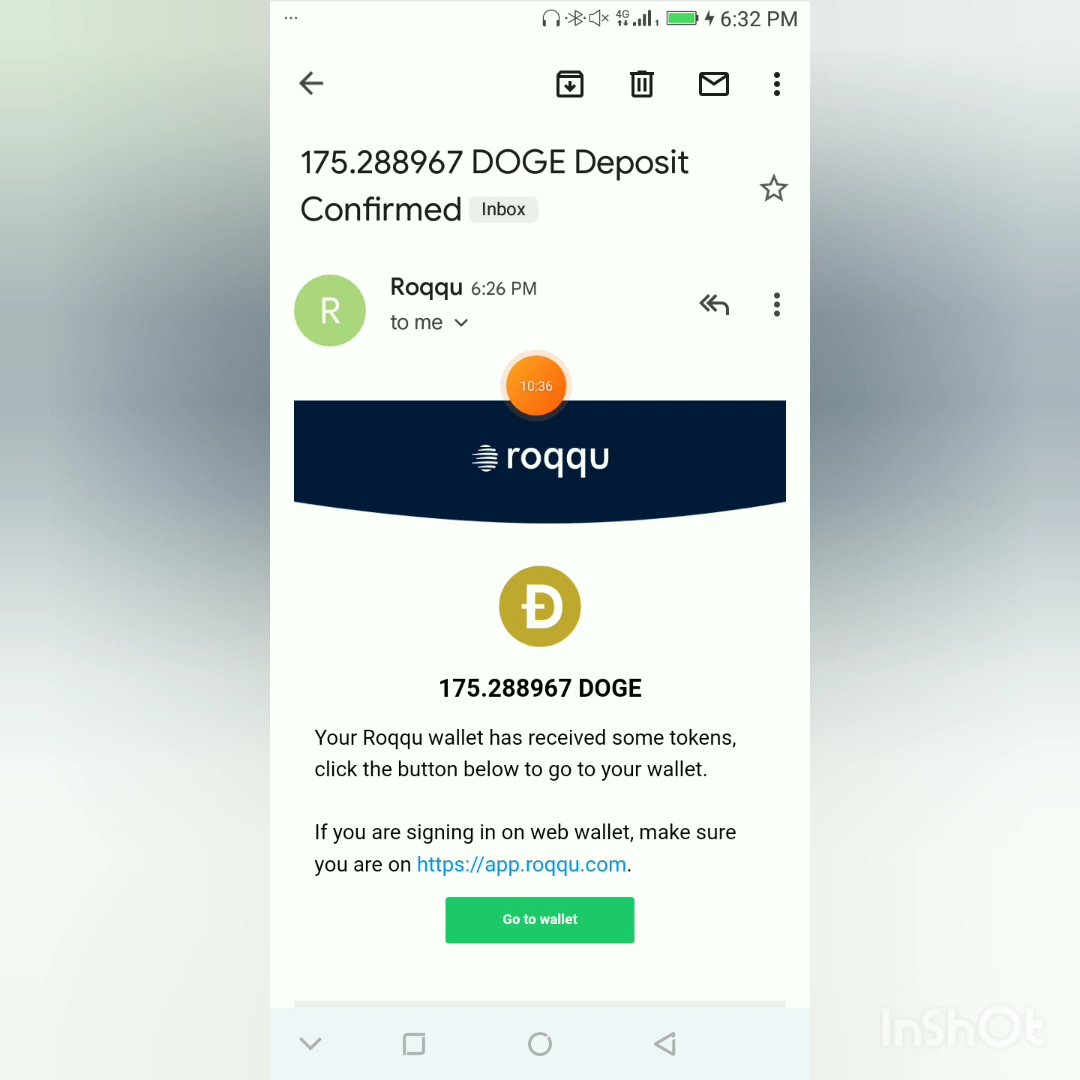 4G 6:32 PM
175.288967 DOGE Deposit
Confirmed Inbox
R
Roqqu 6:26 PM
to me
10:36
roqqu
Ð
175.288967 DOGE
Your Roqqu wallet has received some tokens,
click the button below to go to your wallet.
If you are signing in on web wallet, make sure
you are on https://app.roqqu.com.
Go to wallet
InShOt